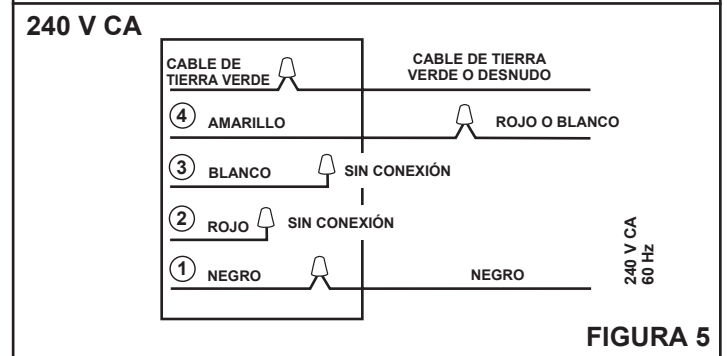 240 V CA
CABLE DE
TIERRA VERDE
CABLE DE TIERRA
VERDE O DESNUDO
4 AMARILLO
ROJO O BLANCO
3 BLANCO
SIN CONEXIÓN
2 ROJO
SIN CONEXIÓN
1 NEGRO
NEGRO
240 V CA
60 Hz
FIGURA 5